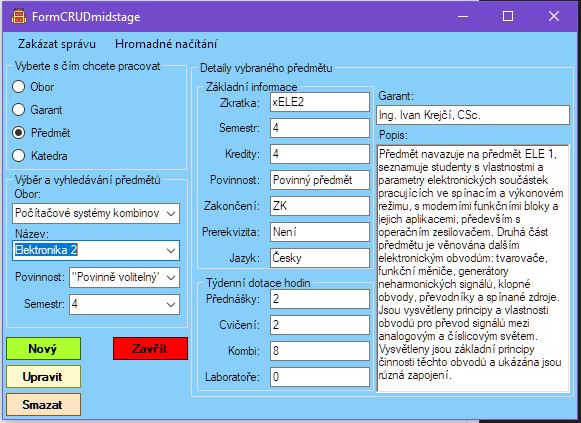 FormCRUDmidstage
Zakázat správu Hromadné načítání
Vyberte s čím chcete pracovat
Obor
Garant
Předmět
Katedra
Výběr a vyhledávání předmětů
Obor:
Počítačové systémy kombinov
Název:
Elektronika 2
Povinnost: "Povinně volitelný"
Semestr: 4
Nový
Zavřít
Upravit
Smazat
Detaily vybraného předmětu
Základní informace
Zkratka: xELE2
Semestr: 4
Kredity: 4
Povinnost: Povinný předmět
Zakončení: ZK
Prerekvizita: Není
Jazyk: Česky
Týdenní dotace hodin
Přednášky: 2
Cvičení: 2
Kombi: 8
Laboratoře: 0
Garant:
Ing. Ivan Krejčí, CSc.
Popis:
Předmět navazuje na předmět ELE 1,
seznamuje studenty s vlastnostmi a
parametry elektronických součástek
pracujících ve spínacím a výkonovém
režimu, s moderními funkčními bloky a
jejich aplikacemi, především s
operačním zesilovačem. Druhá část
předmětu je věnována dalším
elektronickým obvodům: tvarovače,
funkční měniče, generátory
neharmonických signálů, klopné
obvody, převodníky a spínané zdroje.
Jsou vysvětleny principy a vlastnosti
obvodů pro převod signálů mezi
analogovým a číslicovým světem.
Vysvětleny jsou základní principy
činnosti těchto obvodů a ukázána jsou
různá zapojení.